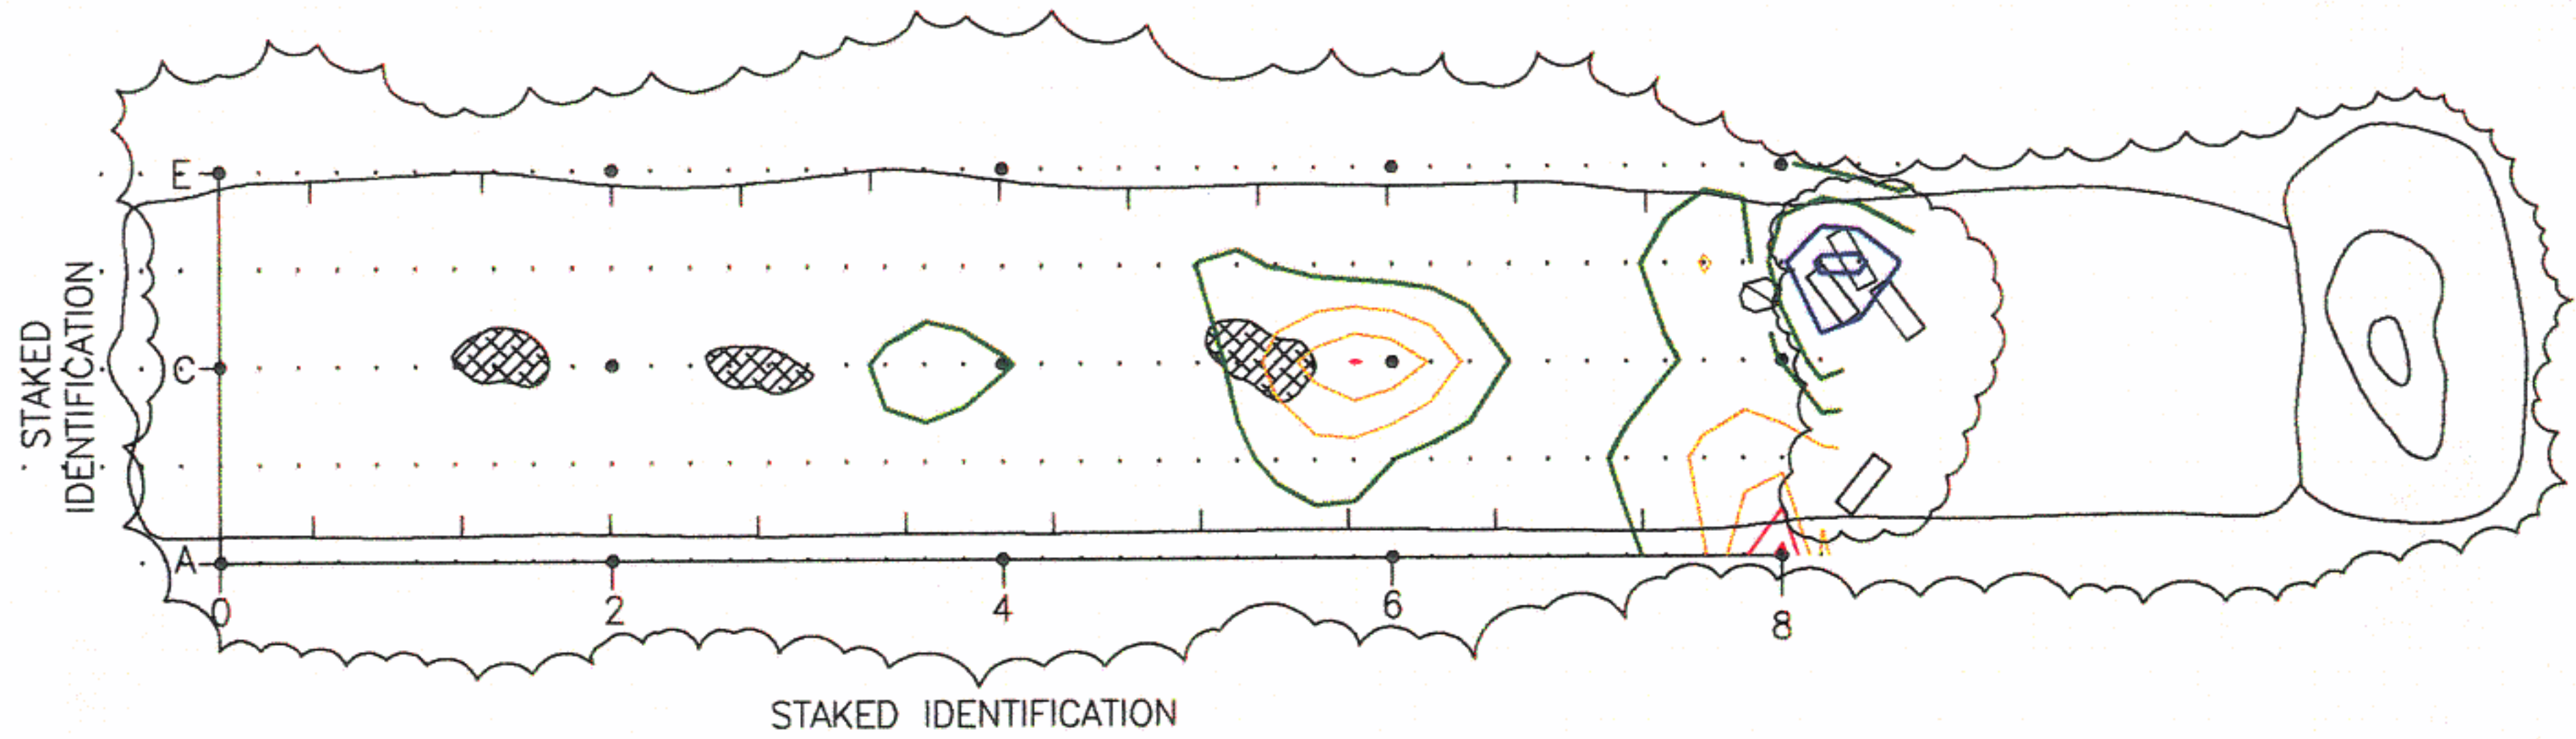 E
C
A
STAKED
IDENTIFICATION
0
2
4
6
8
STAKED IDENTIFICATION